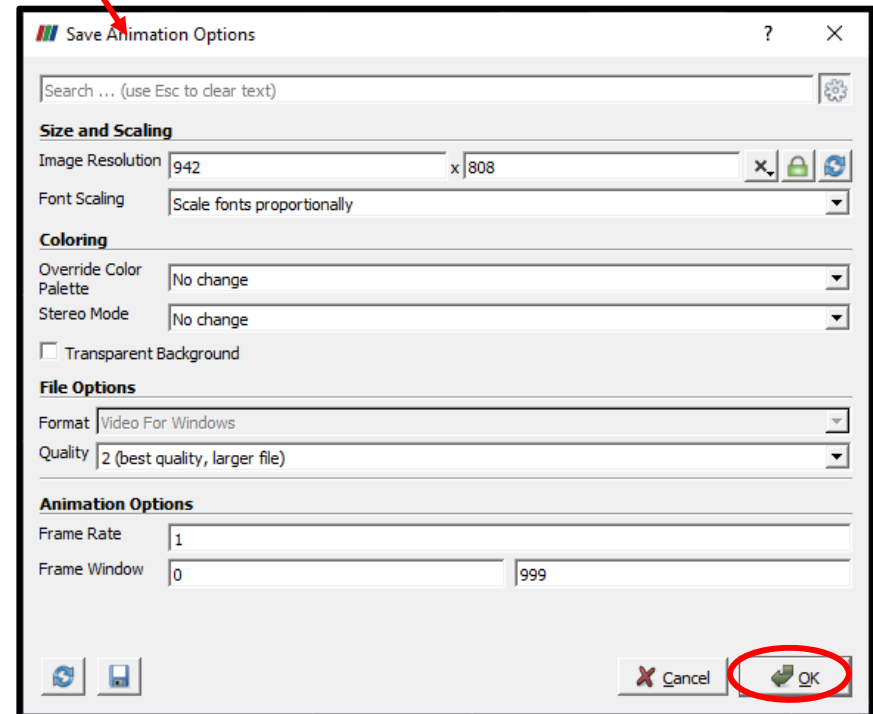 Save Animation Options ?
Search ... (use Esc to clear text)
Size and Scaling
Image Resolution 942 x 808
Font Scaling Scale fonts proportionally
Coloring
Override Color
Palette No change
Stereo Mode No change
Transparent Background
File Options
Format Video For Windows
Quality 2 (best quality, larger file)
Animation Options
Frame Rate 1
Frame Window 0 999
Cancel OK